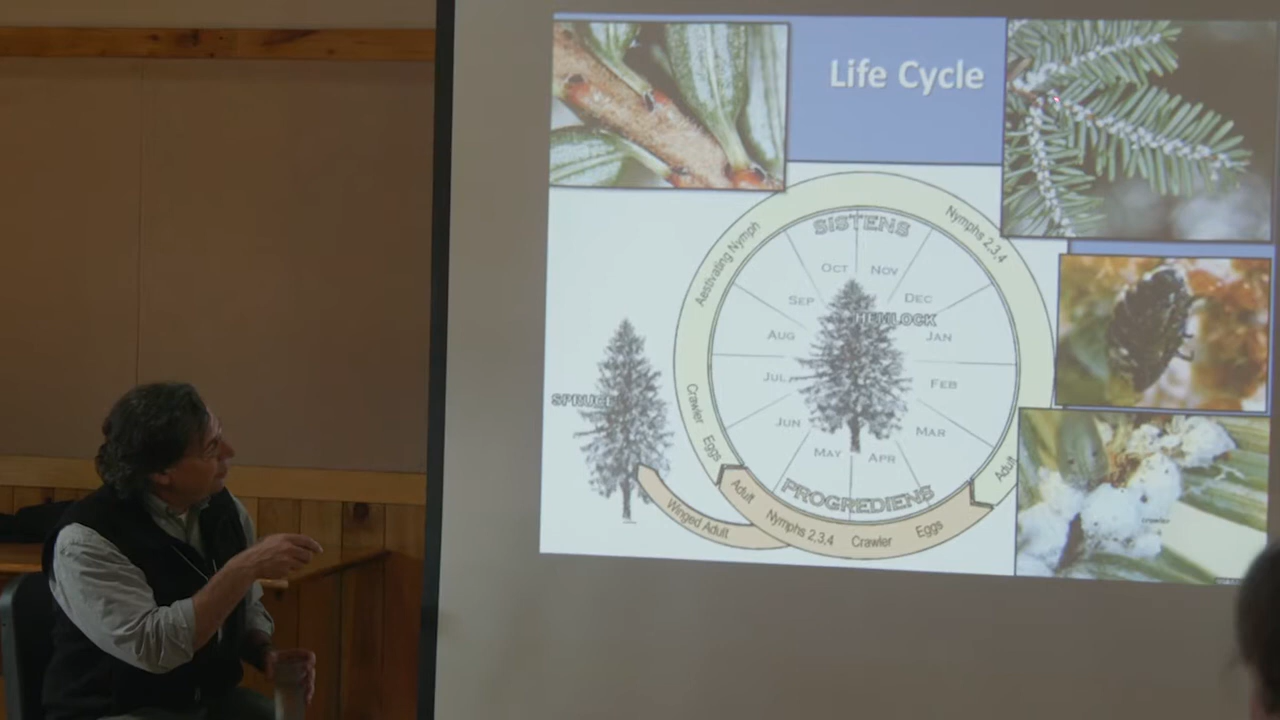 Life Cycle
SISTENS
Nymphs 2,3,4
Aestivating Nymph
OCT
NOV
SEP
DEC
HEMLOCK
AUG
JAN
JUL
FEB
SPRUCE
Crawler
JUN
MAR
Eggs
MAY
APR
Adult
PROGREDIENS
Adult
Winged Adult
Nymphs 2,3,4
Crawler
Eggs
crawler